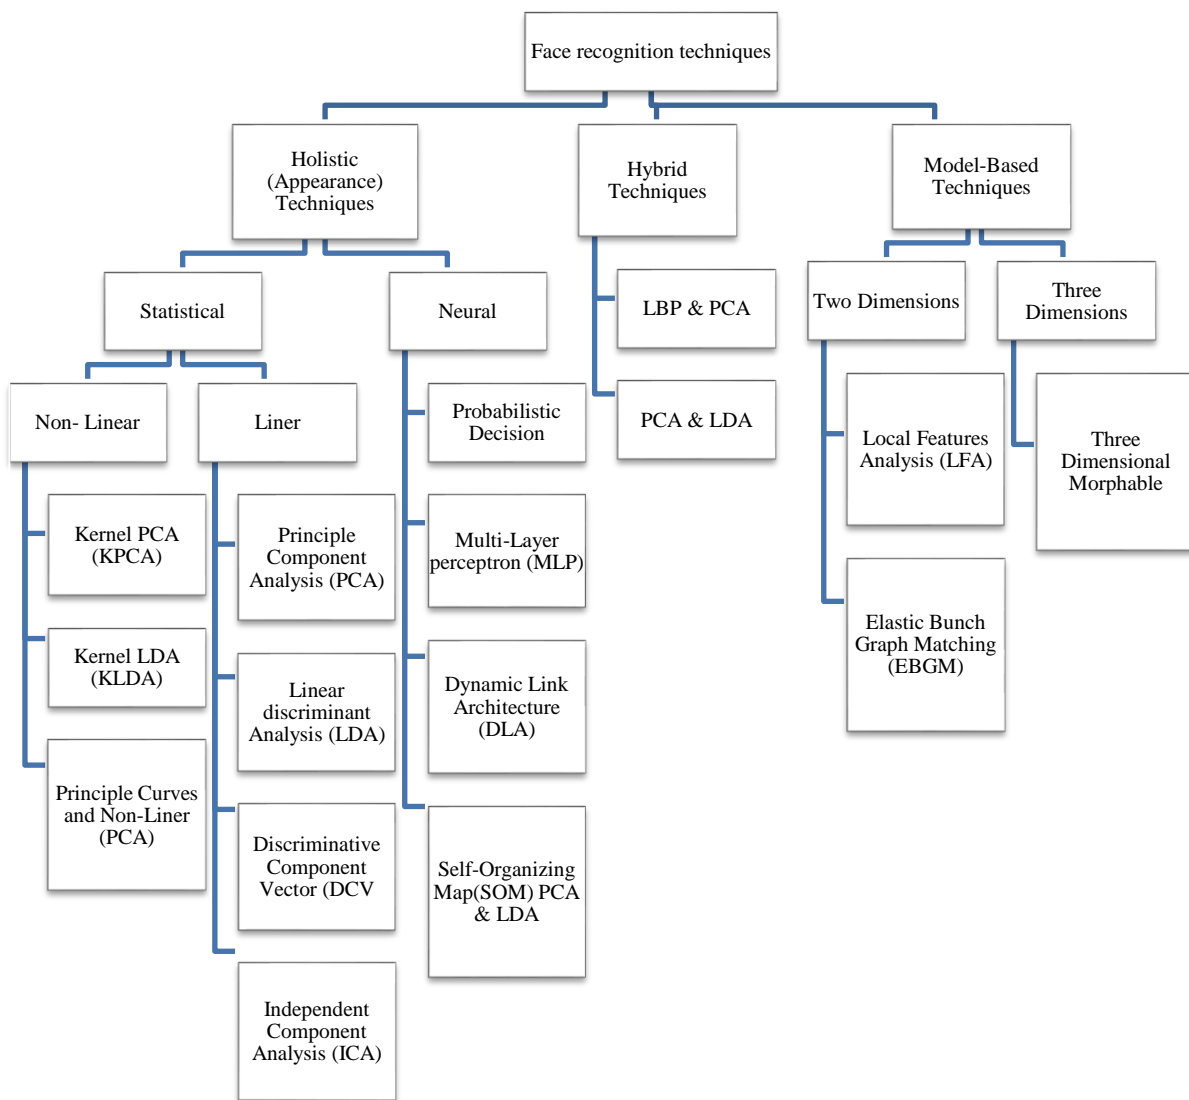 Face recognition techniques
Holistic
(Appearance)
Techniques
Hybrid
Techniques
Model-Based
Techniques
Statistical
Neural
LBP & PCA
Two Dimensions
Three
Dimensions
Non- Linear
Liner
Probabilistic
Decision
PCA & LDA
Local Features
Analysis (LFA)
Three
Dimensional
Morphable
Kernel PCA
(KPCA)
Principle
Component
Analysis (PCA)
Multi-Layer
perceptron (MLP)
Elastic Bunch
Graph Matching
(EBGM)
Kernel LDA
(KLDA)
Linear
discriminant
Analysis (LDA)
Dynamic Link
Architecture
(DLA)
Principle Curves
and Non-Liner
(PCA)
Discriminative
Component
Vector (DCV
Self-Organizing
Map(SOM) PCA
& LDA
Independent
Component
Analysis (ICA)